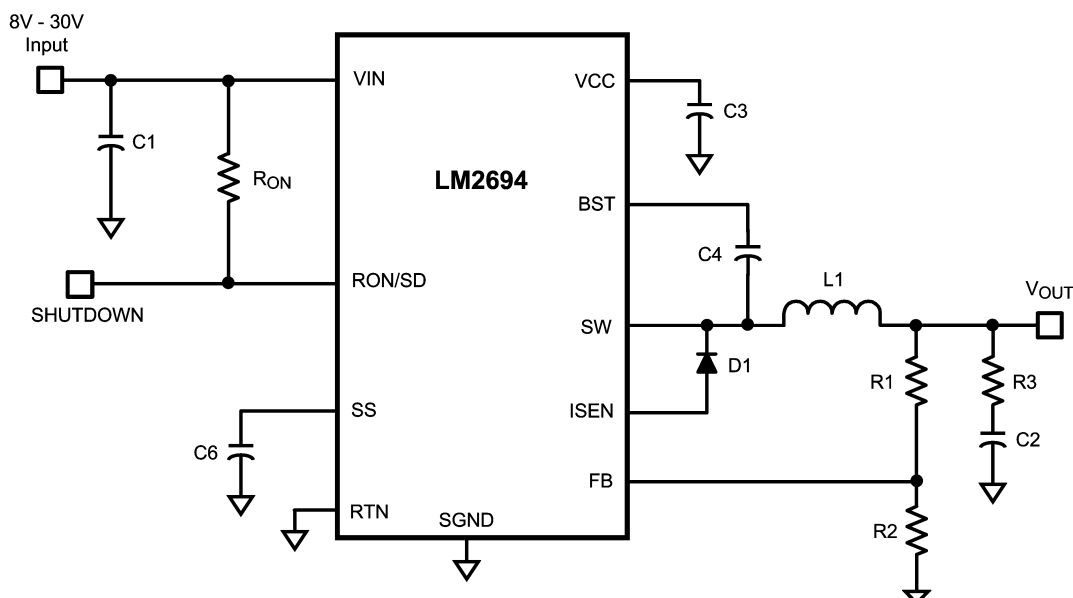 8V - 30V
Input
VIN
VCC
C3
C1
RON
LM2694
BST
C4
RON/SD
SHUTDOWN
L1
VOUT
SW
D1
R1
R3
ISEN
SS
C2
C6
FB
RTN
SGND
R2